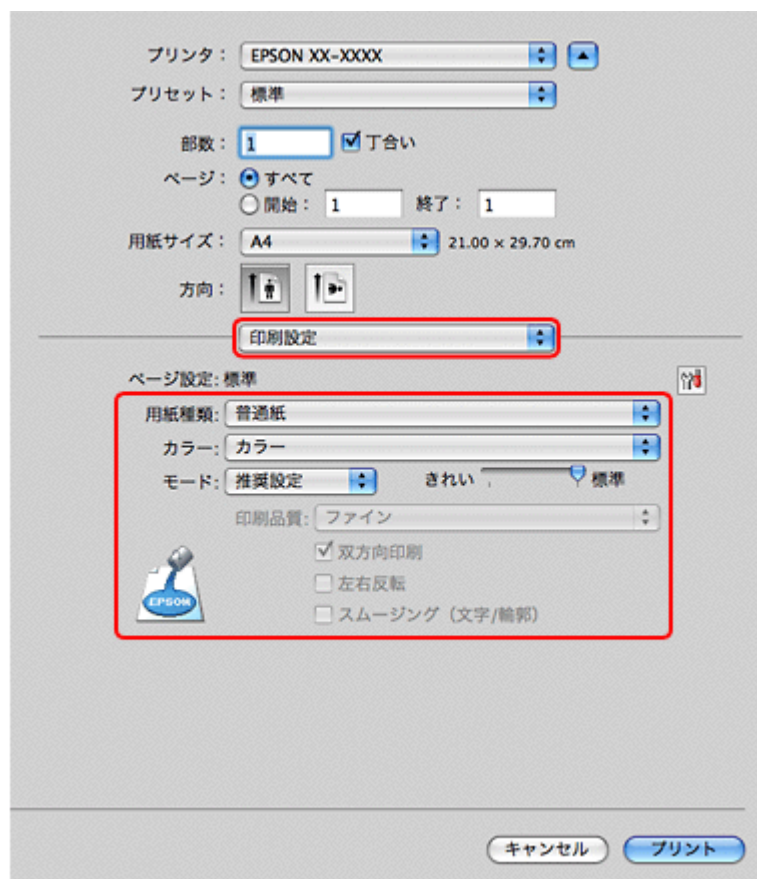 プリンタ： EPSON XX-XXXX
プリセット： 標準
部数： 1 丁合い
ページ： すべて
開始： 1 終了： 1
用紙サイズ： A4 21.00 × 29.70 cm
方向：
印刷設定
ページ設定: 標準
用紙種類: 普通紙
カラー: カラー
モード: 推奨設定 きれい 標準
印刷品質: ファイン
双方向印刷
左右反転
EPSON
スムージング（文字/輪郭）
キャンセル プリント